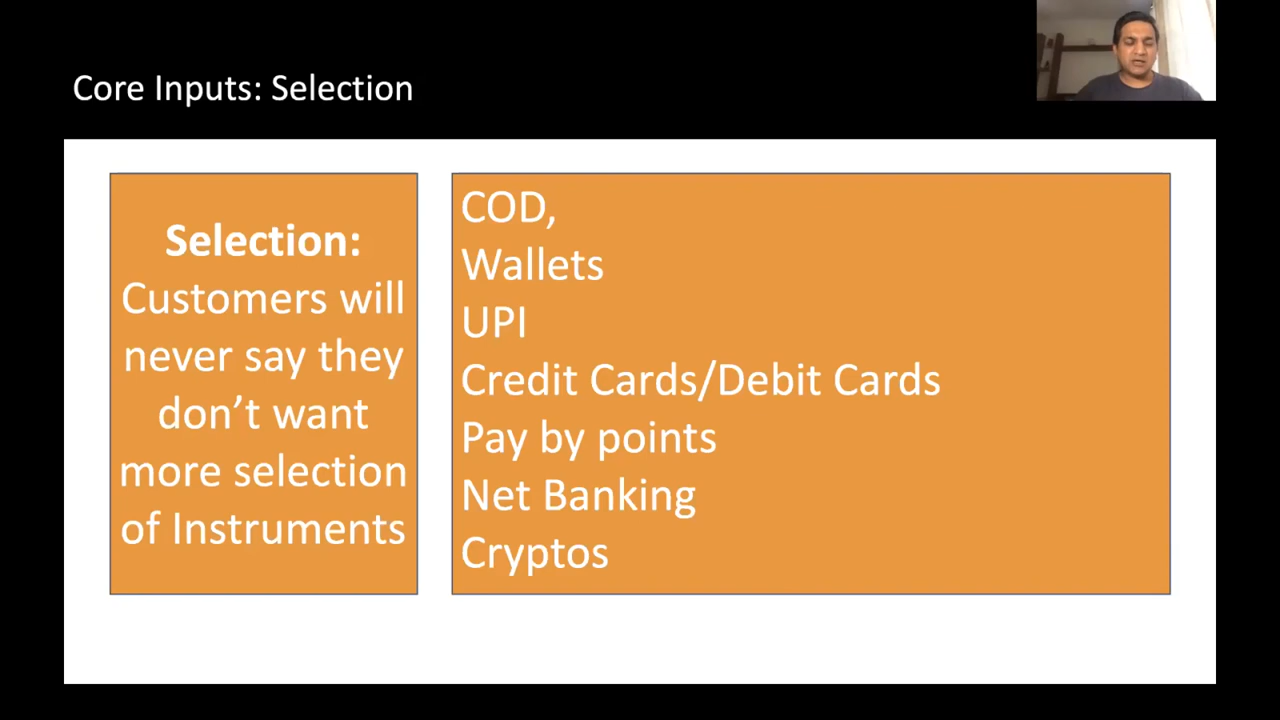 Core Inputs: Selection
Selection:
Customers will
never say they
don’t want
more selection
of Instruments
COD,
Wallets
UPI
Credit Cards/Debit Cards
Pay by points
Net Banking
Cryptos